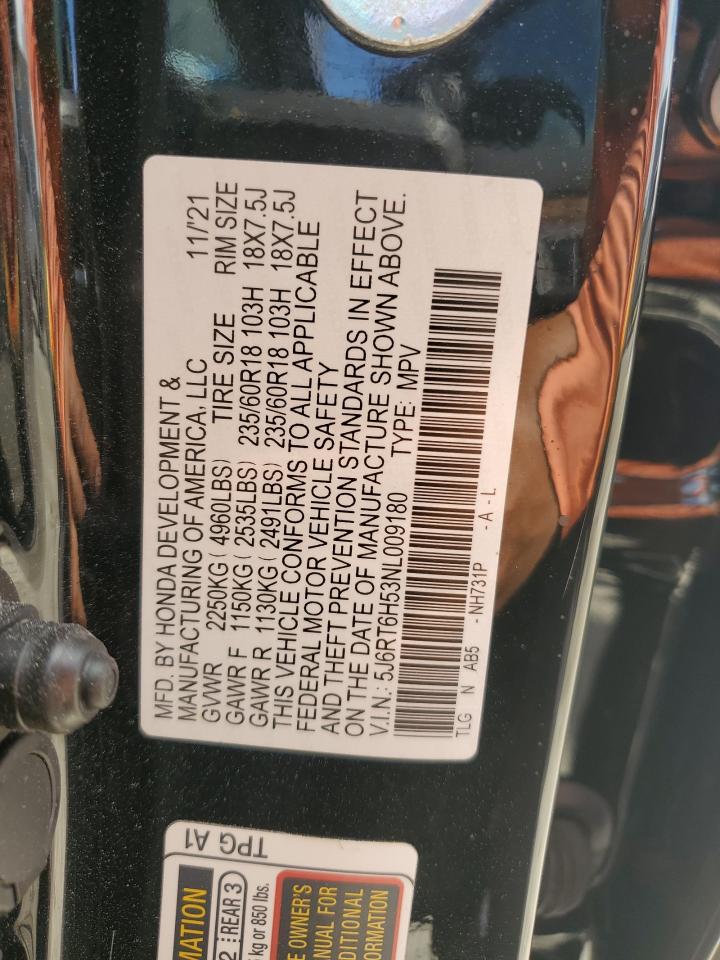 MFD. BY HONDA DEVELOPMENT &
MANUFACTURING OF AMERICA, LLC 11/'21
GVWR 2250KG ( 4960LBS) TIRE SIZE RIM SIZE
GAWR F 1150KG ( 2535LBS) 235/60R18 103H 18X7.5J
GAWR R 1130KG ( 2491LBS) 235/60R18 103H 18X7.5J
THIS VEHICLE CONFORMS TO ALL APPLICABLE
FEDERAL MOTOR VEHICLE SAFETY
AND THEFT PREVENTION STANDARDS IN EFFECT
ON THE DATE OF MANUFACTURE SHOWN ABOVE.
V.I.N.: 5J6RT6H53NL009180 TYPE: MPV
TLG N AB5 -NH731P -A-L
TPG A1
MATION
2 REAR 3
kg or 850 lbs.
E OWNER'S
NUAL FOR
DITIONAL
ORMATION